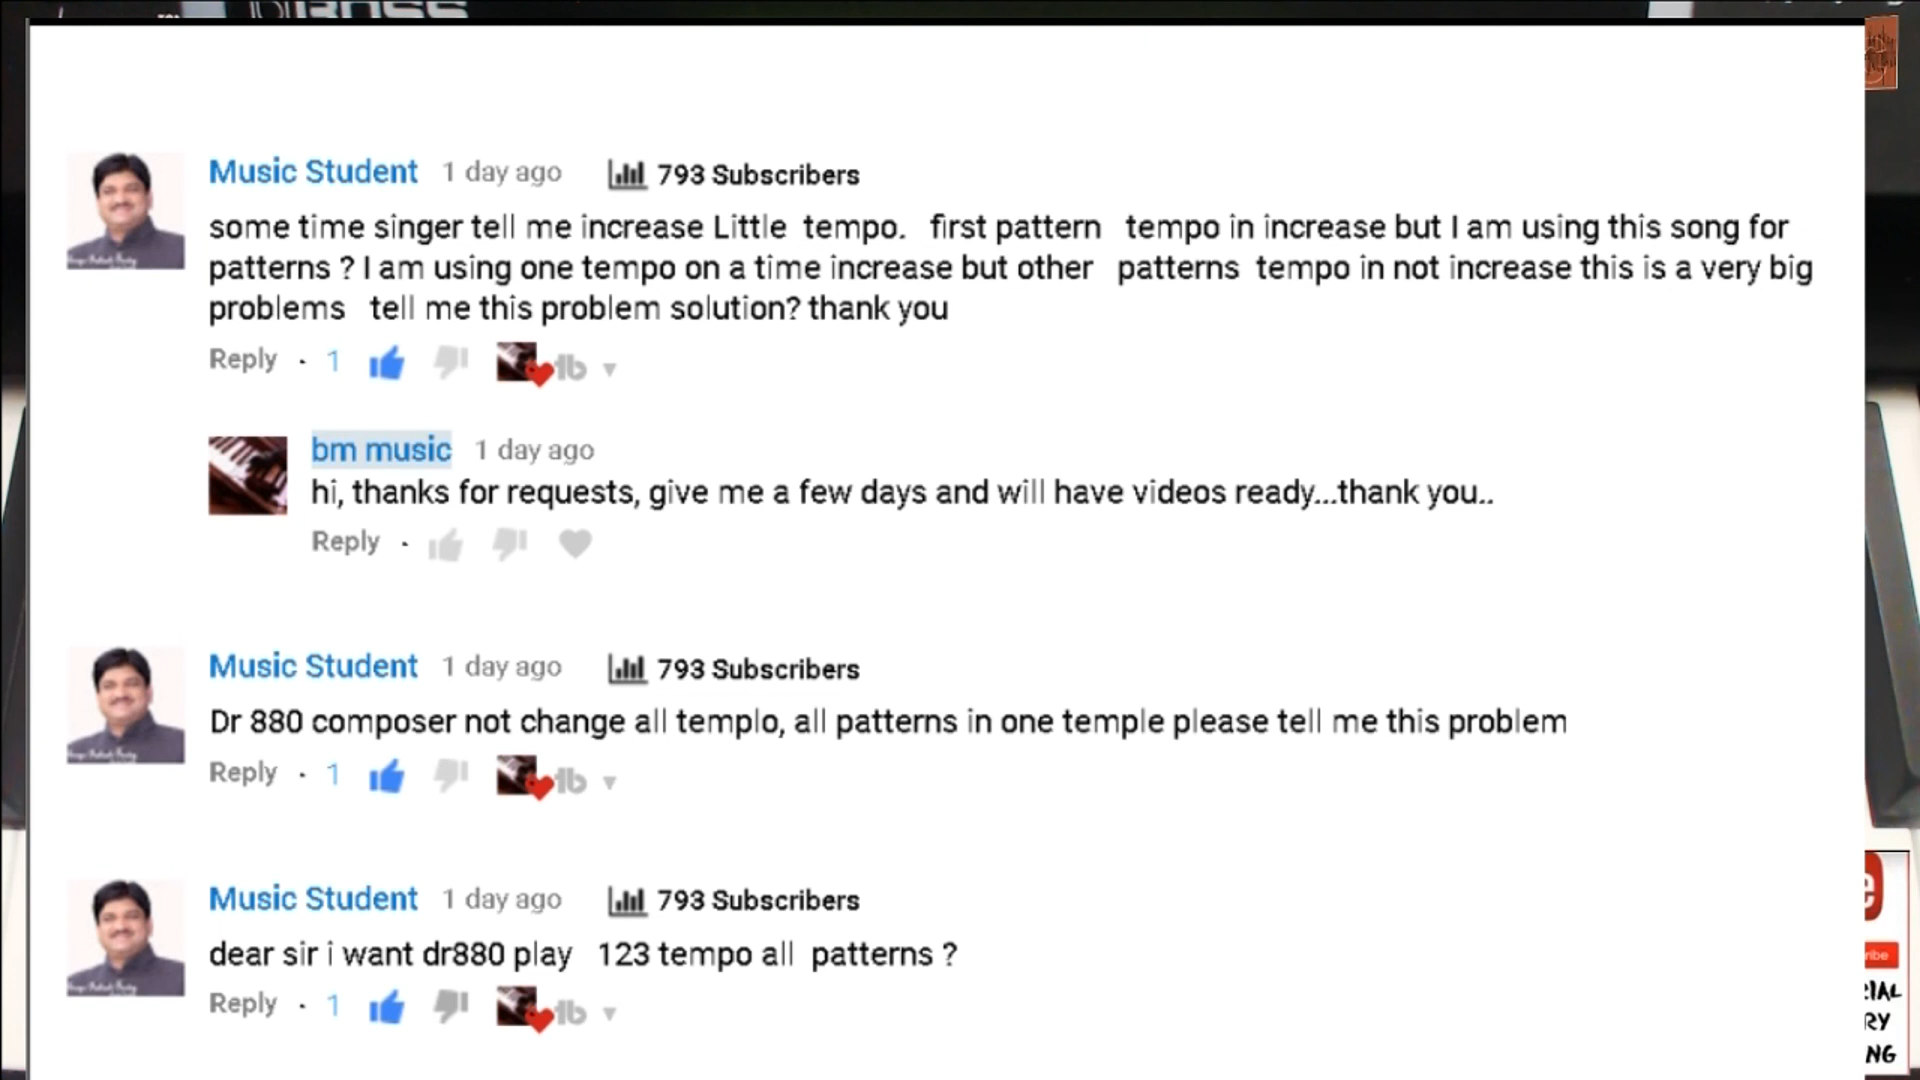 BOSS
Music Student 1 day ago 793 Subscribers
some time singer tell me increase Little tempo. first pattern tempo in increase but I am using this song for
patterns ? I am using one tempo on a time increase but other patterns tempo in not increase this is a very big
problems tell me this problem solution? thank you
Reply · 1
bm music 1 day ago
hi, thanks for requests, give me a few days and will have videos ready...thank you..
Reply ·
Music Student 1 day ago 793 Subscribers
Dr 880 composer not change all templo, all patterns in one temple please tell me this problem
Reply · 1
Music Student 1 day ago 793 Subscribers
dear sir i want dr880 play 123 tempo all patterns ?
Reply · 1
e
ribe
CIAL
RY
NG